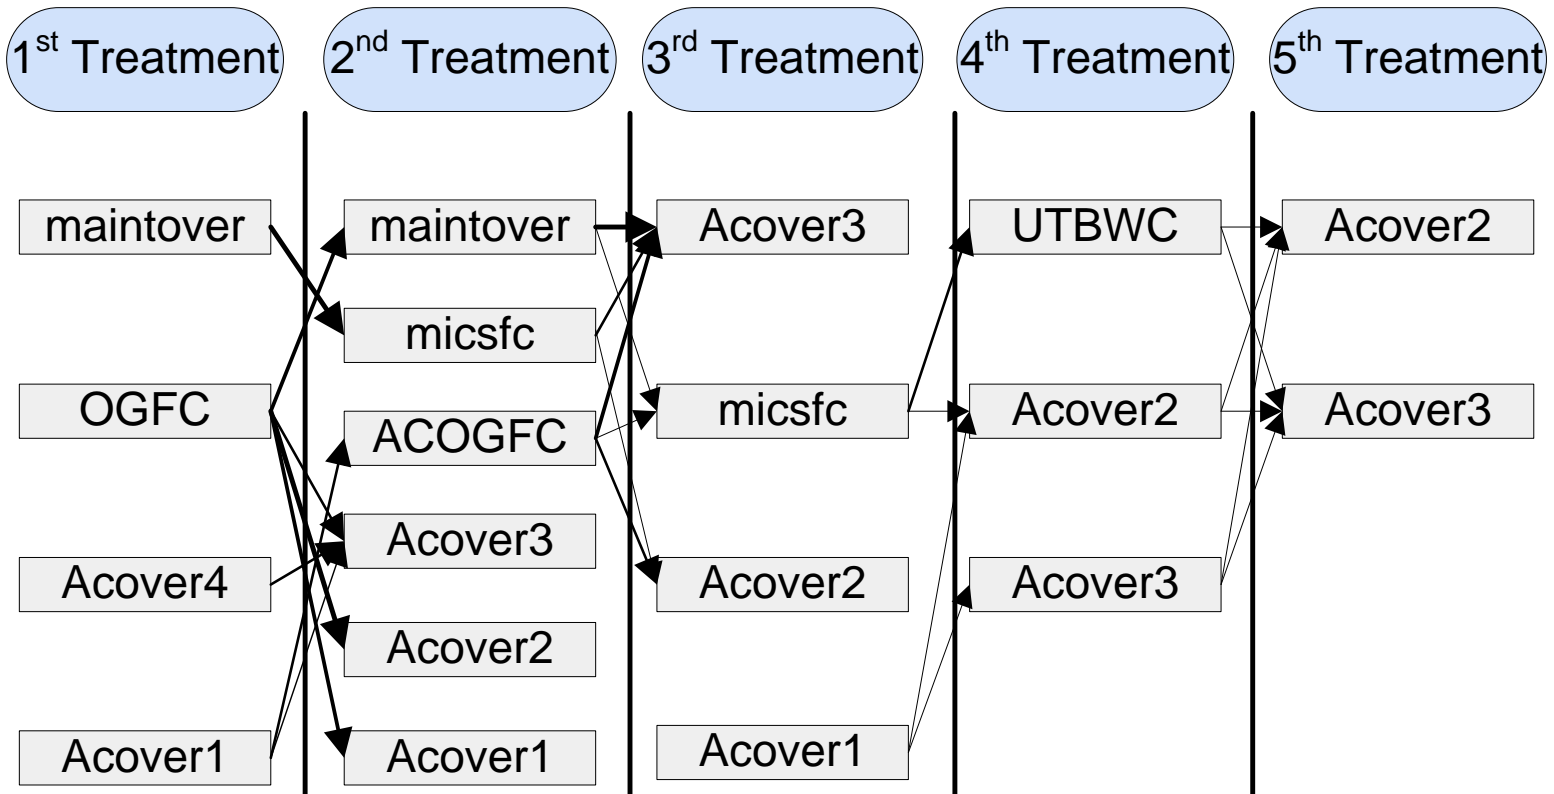 1st Treatment
2nd Treatment
3rd Treatment
4th Treatment
5th Treatment
maintover
OGFC
Acover4
Acover1
maintover
micsfc
ACOGFC
Acover3
Acover2
Acover1
Acover3
micsfc
Acover2
Acover1
UTBWC
Acover2
Acover3
Acover2
Acover3